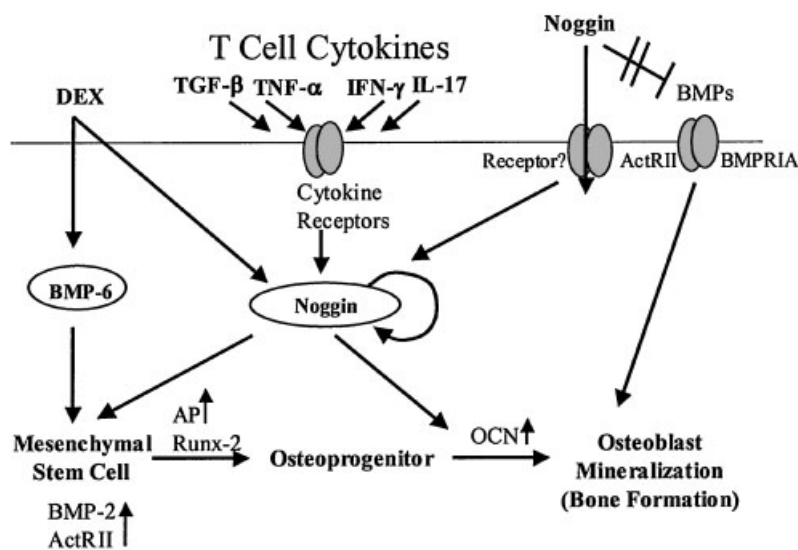 T Cell Cytokines
TGF-β TNF-α IFN-γ IL-17
DEX
Noggin
BMPs
Receptor?
ActRII
BMPRIA
Cytokine
Receptors
BMP-6
Noggin
AP
Runx-2
OCN
Mesenchymal
Stem Cell
Osteoprogenitor
Osteoblast
Mineralization
(Bone Formation)
BMP-2
ActRII